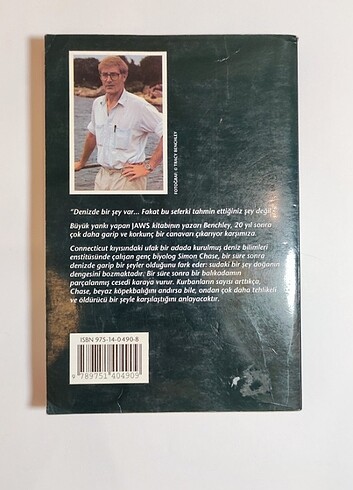 FOTOĞRAF: © TRACY BENCHLEY
"Denizde bir şey var... Fakat bu seferki tahmin ettiğiniz şey değil"
Büyük yankı yapan JAWS kitabının yazarı Benchley, 20 yıl sonra
çok daha garip ve korkunç bir canavarı çıkarıyor karşımıza.
Connecticut kıyısındaki ufak bir adada kurulmuş deniz bilimleri
enstitüsünde çalışan genç biyolog Simon Chase, bir süre sonra
denizde garip bir şeyler olduğunu fark eder: sudaki bir şey doğanın
dengesini bozmaktadır. Bir süre sonra bir balıkadamın
parçalanmış cesedi karaya vurur. Kurbanların sayısı arttıkça,
Chase, beyaz köpekbalığını andırsa bile, ondan çok daha tehlikeli
ve öldürücü bir şeyle karşılaştığını anlayacaktır.
ISBN 975-14-0490-8
9 789751 404909